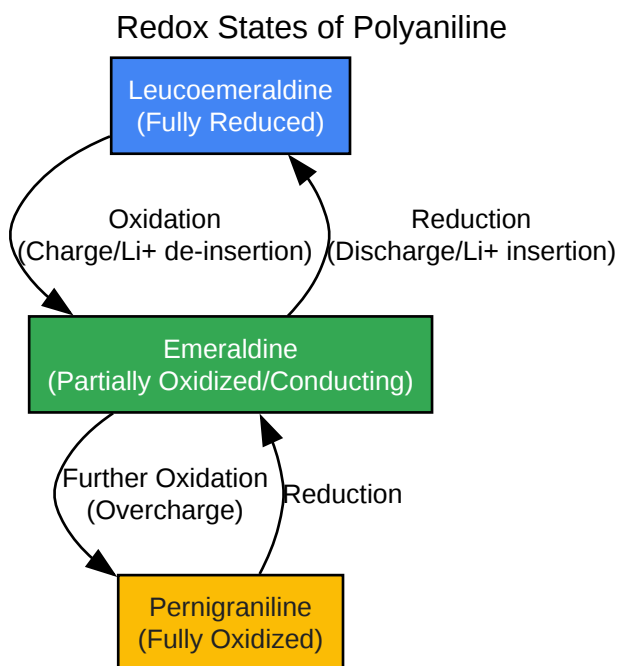 Redox States of Polyaniline
Leucoemeraldine
(Fully Reduced)
Oxidation
(Charge/Li+ de-insertion)
Reduction
(Discharge/Li+ insertion)
Emeraldine
(Partially Oxidized/Conducting)
Further Oxidation
(Overcharge)
Reduction
Pernigraniline
(Fully Oxidized)